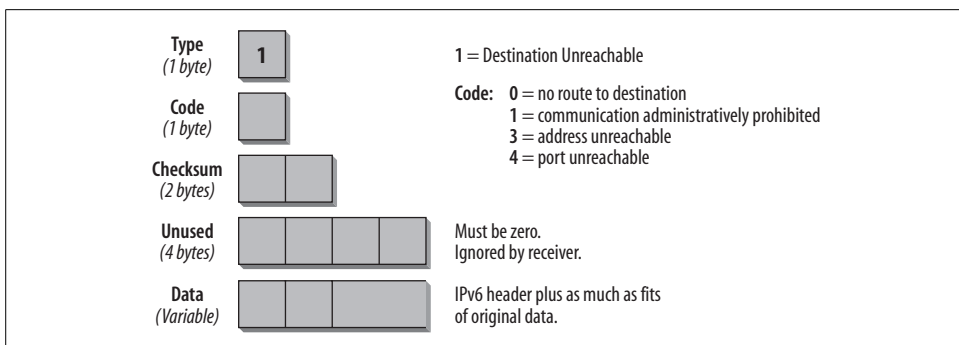 Type
(1 byte)
1
1 = Destination Unreachable
Code
(1 byte)
Code: 0 = no route to destination
1 = communication administratively prohibited
3 = address unreachable
4 = port unreachable
Checksum
(2 bytes)
Unused
(4 bytes)
Must be zero.
Ignored by receiver.
Data
(Variable)
IPv6 header plus as much as fits
of original data.